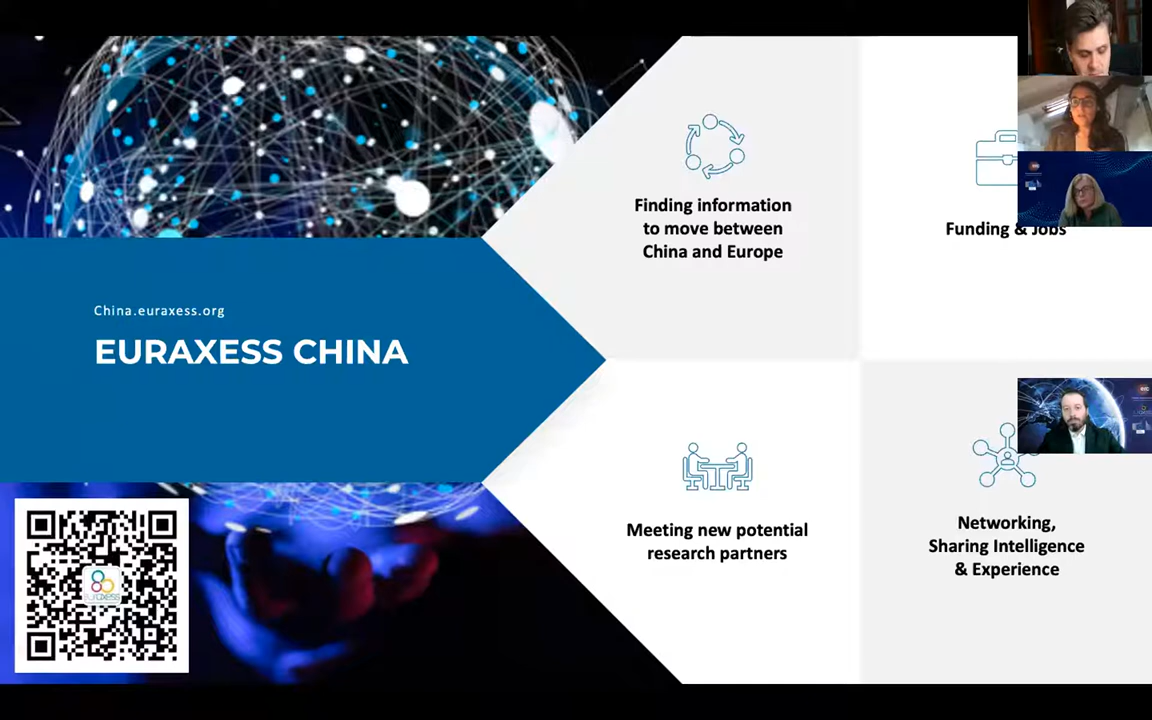 China.euraxess.org
EURAXESS CHINA
Finding information
to move between
China and Europe
Funding & Jobs
Meeting new potential
research partners
Networking,
Sharing Intelligence
& Experience